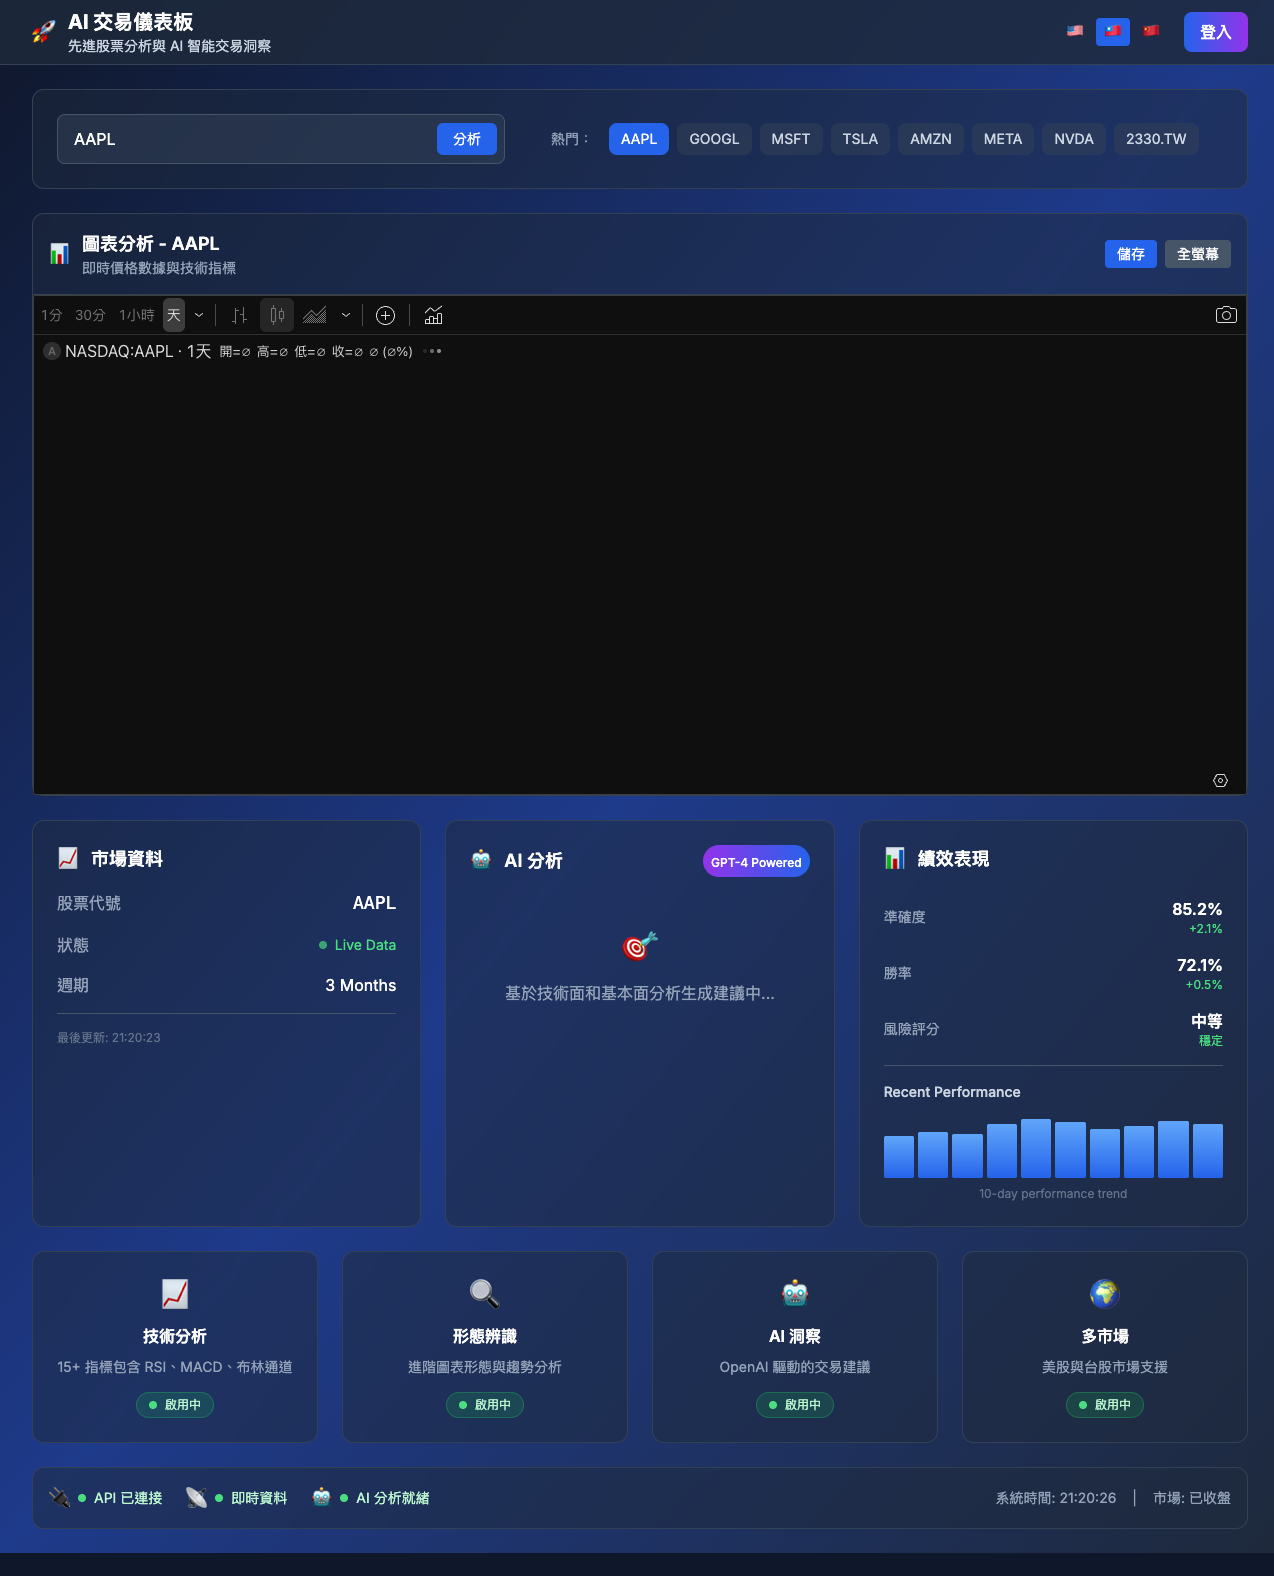 AI 交易儀表板
先進股票分析與 AI 智能交易洞察
登入
AAPL
分析
熱門：
AAPL
GOOGL
MSFT
TSLA
AMZN
META
NVDA
2330.TW
圖表分析 - AAPL
即時價格數據與技術指標
儲存
全螢幕
1分
30分
1小時
天
A
NASDAQ:AAPL · 1天 開=∅ 高=∅ 低=∅ 收=∅ ∅ (∅%)
市場資料
股票代號
AAPL
狀態
Live Data
週期
3 Months
最後更新: 21:20:23
AI 分析
GPT-4 Powered
基於技術面和基本面分析生成建議中...
績效表現
準確度
85.2%
+2.1%
勝率
72.1%
+0.5%
風險評分
中等
穩定
Recent Performance
10-day performance trend
技術分析
15+ 指標包含 RSI、MACD、布林通道
啟用中
形態辨識
進階圖表形態與趨勢分析
啟用中
AI 洞察
OpenAI 驅動的交易建議
啟用中
多市場
美股與台股市場支援
啟用中
API 已連接
即時資料
AI 分析就緒
系統時間: 21:20:26
市場: 已收盤